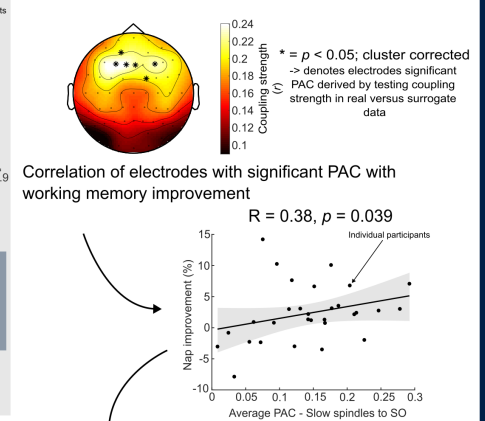 ts
0.24
0.22
0.2
0.18
0.16
0.14
0.12
0.1
Coupling strength
(r)
* = p < 0.05; cluster corrected
-> denotes electrodes significant
PAC derived by testing coupling
strength in real versus surrogate
data
.9
Correlation of electrodes with significant PAC with
working memory improvement
R = 0.38, p = 0.039
Individual participants
15
10
5
0
-5
-10
Nap improvement (%)
0 0.05 0.1 0.15 0.2 0.25 0.3
Average PAC - Slow spindles to SO